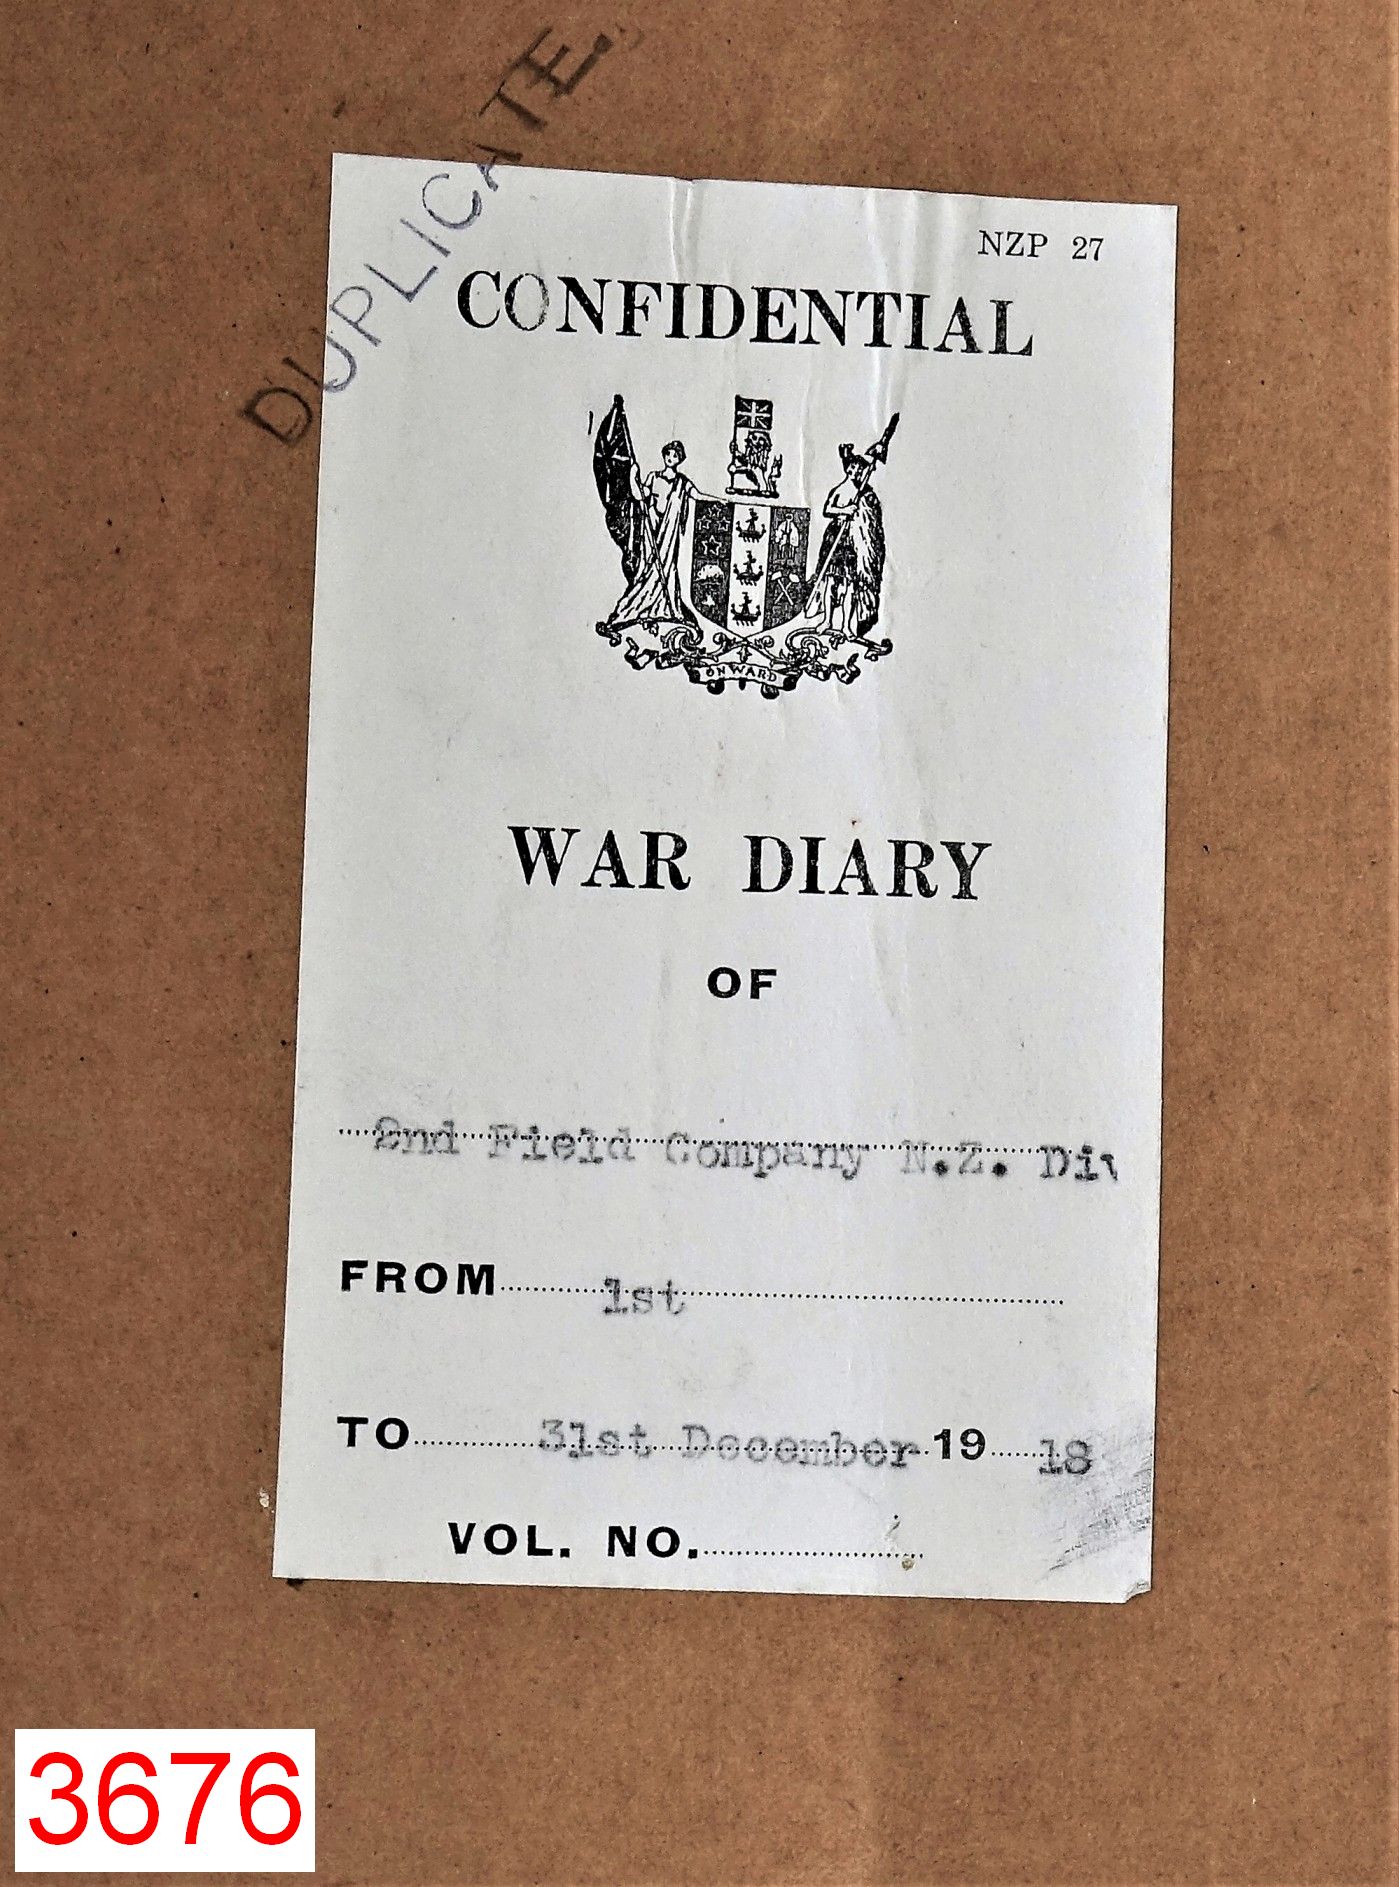 DUPLICATE.
NZP 27
CONFIDENTIAL
ONWARD
WAR DIARY
OF
2nd Field Company N.Z. Div
FROM 1st
TO 31st December 19 18
VOL. NO.
3676